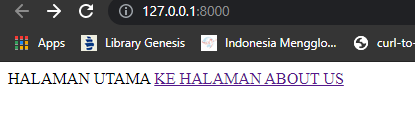 127.0.0.1:8000
Apps Library Genesis Indonesia Mengglo... curl-to-
HALAMAN UTAMA KE HALAMAN ABOUT US